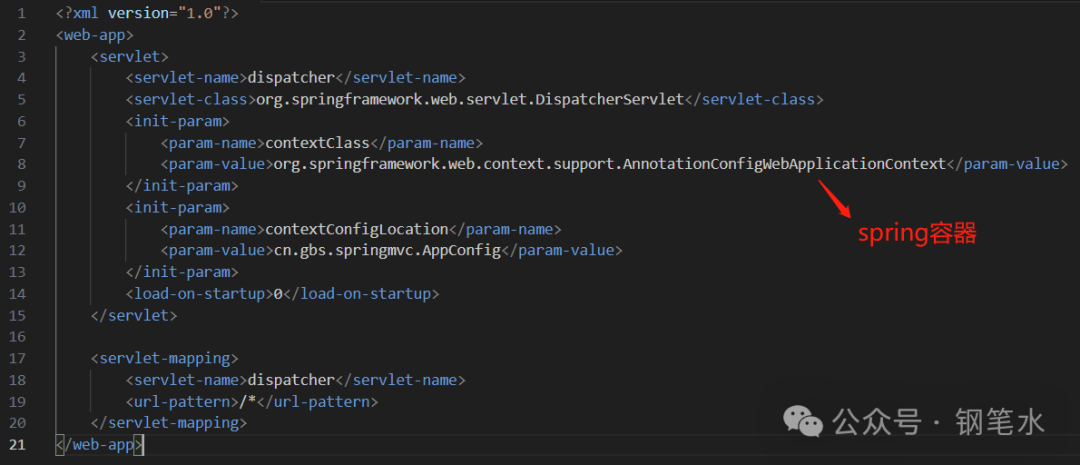 1 <?xml version="1.0"?>
2 <web-app>
3 <servlet>
4 <servlet-name>dispatcher</servlet-name>
5 <servlet-class>org.springframework.web.servlet.DispatcherServlet</servlet-class>
6 <init-param>
7 <param-name>contextClass</param-name>
8 <param-value>org.springframework.web.context.support.AnnotationConfigWebApplicationContext</param-value>
9 </init-param>
10 <init-param>
11 <param-name>contextConfigLocation</param-name>
spring容器
12 <param-value>cn.gbs.springmvc.AppConfig</param-value>
13 </init-param>
14 <load-on-startup>0</load-on-startup>
15 </servlet>
16
17 <servlet-mapping>
18 <servlet-name>dispatcher</servlet-name>
19 <url-pattern>/*</url-pattern>
20 </servlet-mapping>
21 </web-app>
公众号 · 钢笔水